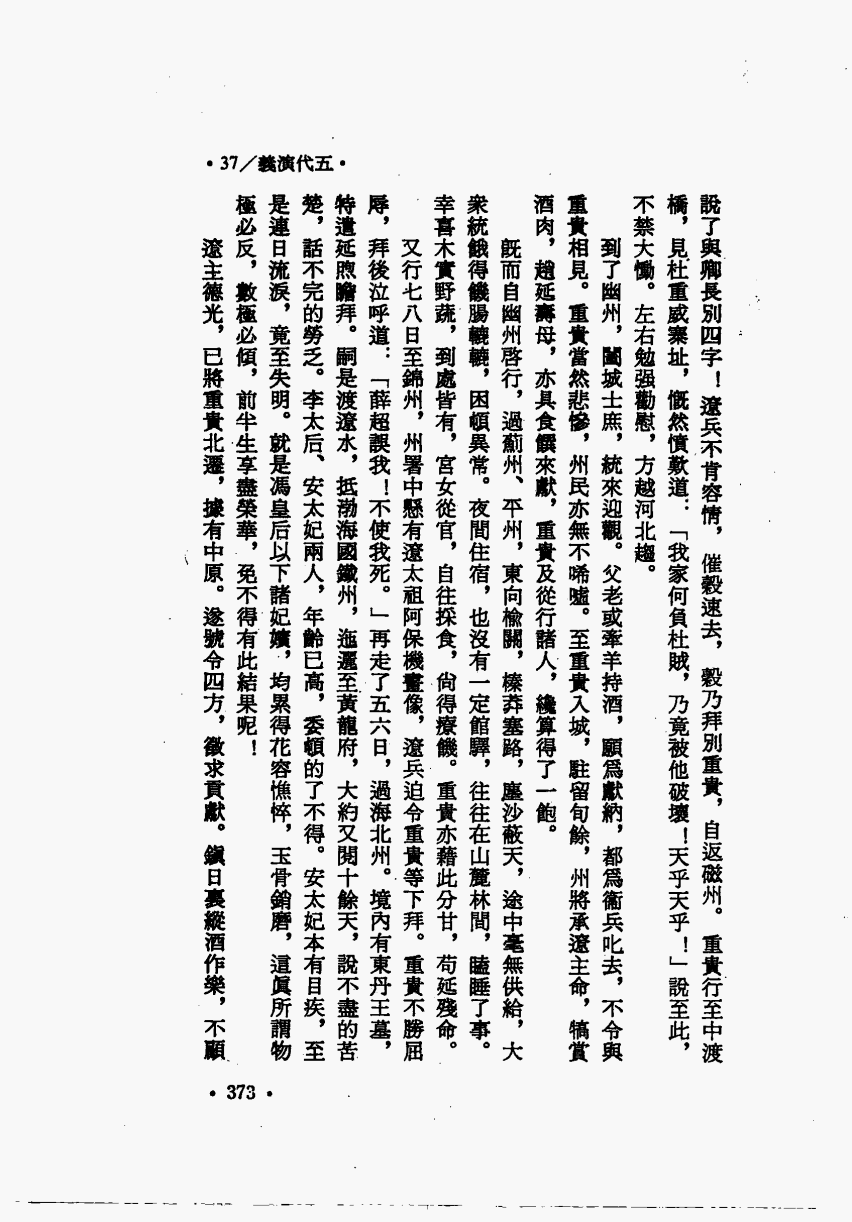 •37／義演代五•
說了與卿長別四字！遼兵不肯容情，催穀速去，穀乃拜別重貴，自返磁州。重貴行至中渡
橋，見杜重威寨址，慨然憤歎道：「我家何負杜賊，乃竟被他破壞！天乎天乎！」說至此，
不禁大慟。左右勉强勸慰，方越河北趨。
到了幽州，闔城士庶，統來迎觀。父老或牽羊持酒，願爲獻納，都爲衞兵叱去，不令與
重貴相見。重貴當然悲慘，州民亦無不唏噓。至重貴入城，駐留旬餘，州將承遼主命，犒賞
酒肉，趙延壽母，亦具食饌來獻，重貴及從行諸人，纔算得了一飽。
旣而自幽州啓行，過薊州、平州，東向榆關，榛莽塞路，塵沙蔽天，途中毫無供給，大
衆統餓得饑腸轆轆，困頓異常。夜間住宿，也沒有一定館驛，往往在山麓林間，瞌睡了事。
幸喜木實野蔬，到處皆有，宮女從官，自往採食，尙得療饑。重貴亦藉此分甘，苟延殘命。
又行七八日至錦州，州署中懸有遼太祖阿保機畫像，遼兵迫令重貴等下拜。重貴不勝屈
辱，拜後泣呼道：「薛超誤我！不使我死。」再走了五六日，過海北州。境內有東丹王墓，
特遣延煦瞻拜。嗣是渡遼水，抵渤海國鐵州，迤邐至黃龍府，大約又閱十餘天，說不盡的苦
楚，話不完的勞乏。李太后、安太妃兩人，年齡已高，委頓的了不得。安太妃本有目疾，至
是連日流淚，竟至失明。就是馮皇后以下諸妃嬪，均累得花容憔悴，玉骨銷磨，這眞所謂物
極必反，數極必傾，前半生享盡榮華，免不得有此結果呢！
遼主德光，已將重貴北遷，據有中原。遂號令四方，徵求貢獻。鎭日裏縱酒作樂，不顧
•373•